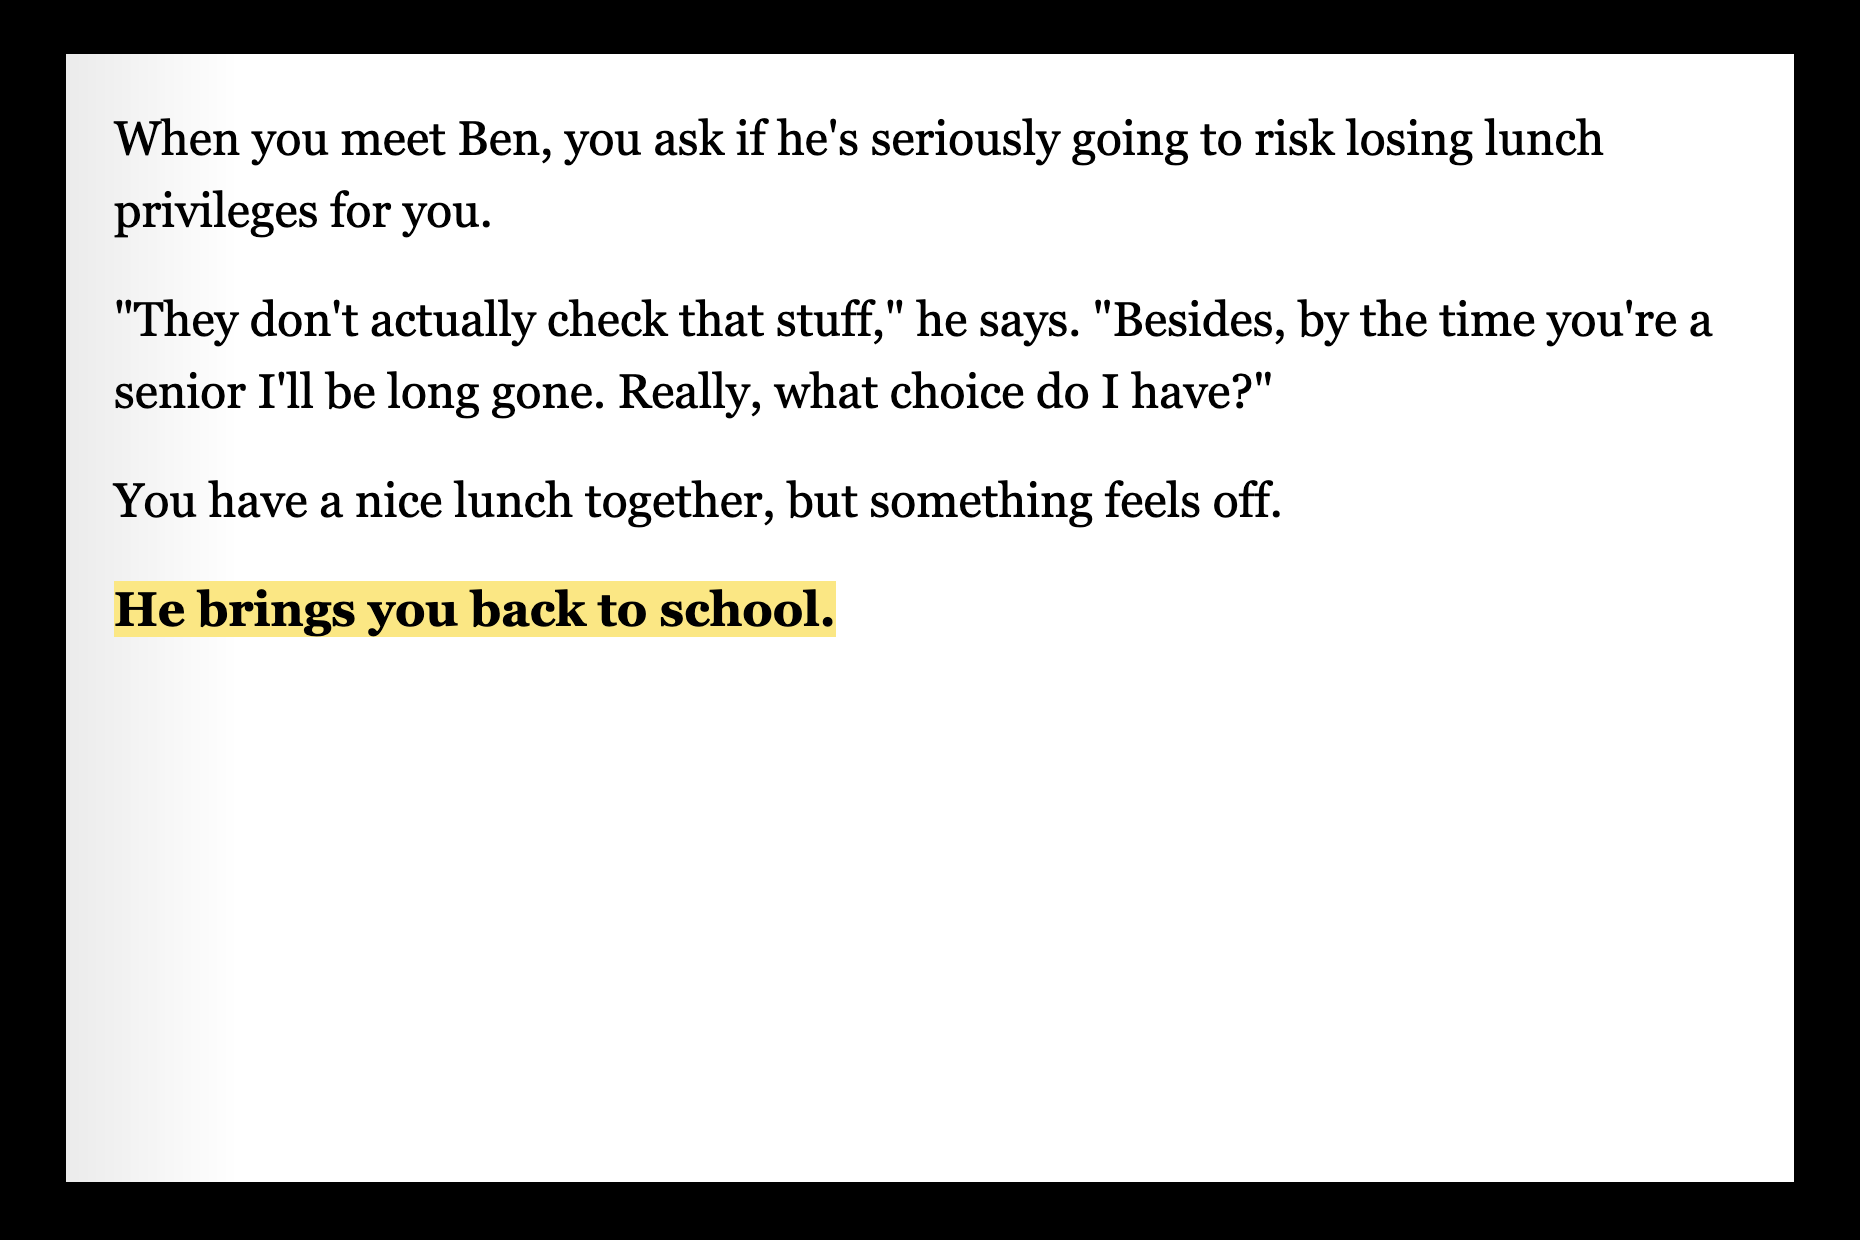 When you meet Ben, you ask if he's seriously going to risk losing lunch
privileges for you.
"They don't actually check that stuff," he says. "Besides, by the time you're a
senior I'll be long gone. Really, what choice do I have?"
You have a nice lunch together, but something feels off.
He brings you back to school.